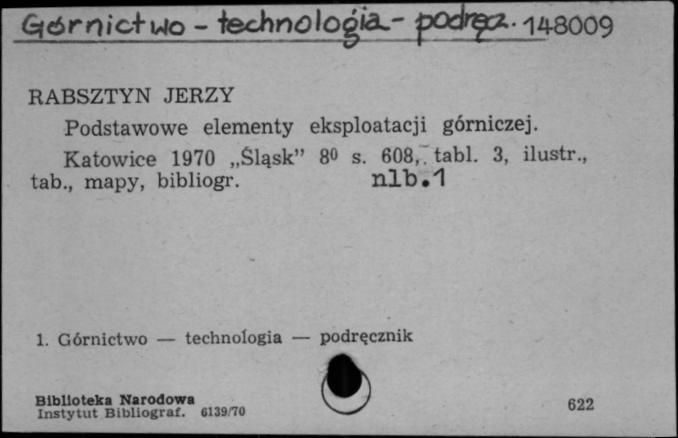 Górnictwo - technologia - podręcz. 148009
RABSZTYN JERZY
Podstawowe elementy eksploatacji górniczej.
Katowice 1970 „Śląsk” 8⁰ s. 608, tabl. 3, ilustr.,
tab., mapy, bibliogr. nlb.1
1. Górnictwo — technologia — podręcznik
Biblioteka Narodowa
Instytut Bibliograf. 6139/70
622